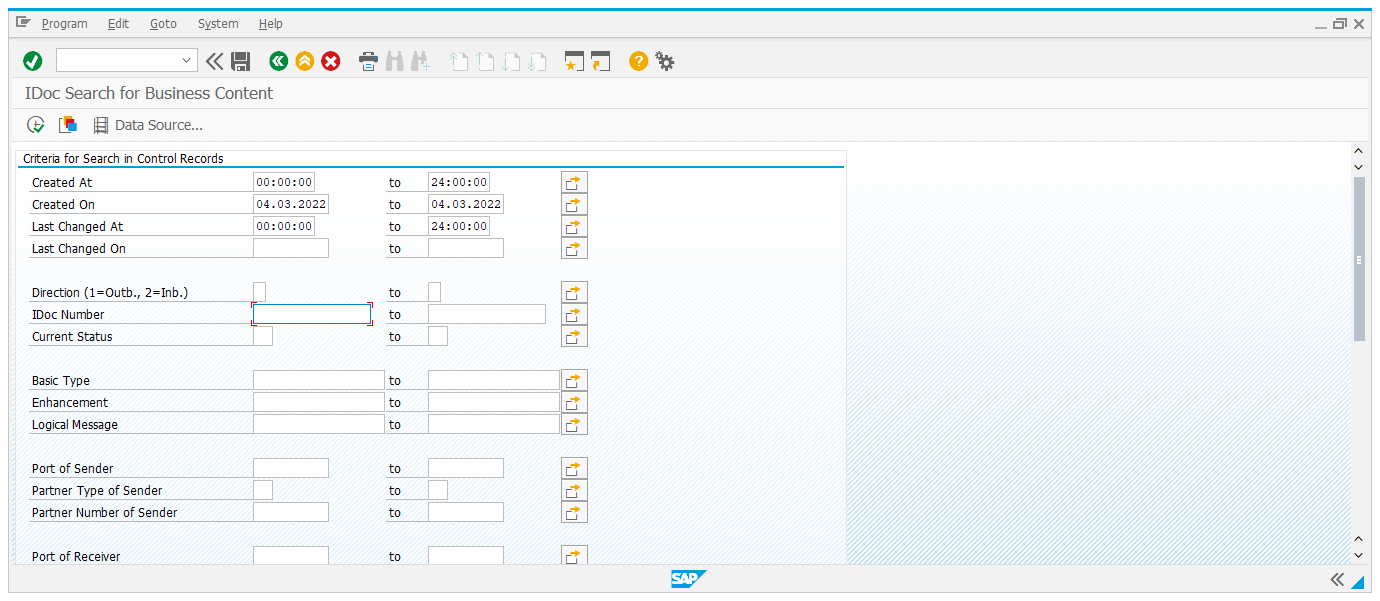 Program Edit Goto System Help
IDoc Search for Business Content
Data Source...
Criteria for Search in Control Records
Created At 00:00:00 to 24:00:00
Created On 04.03.2022 to 04.03.2022
Last Changed At 00:00:00 to 24:00:00
Last Changed On to
Direction (1=Outb., 2=Inb.) to
IDoc Number to
Current Status to
Basic Type to
Enhancement to
Logical Message to
Port of Sender to
Partner Type of Sender to
Partner Number of Sender to
Port of Receiver to
SAP